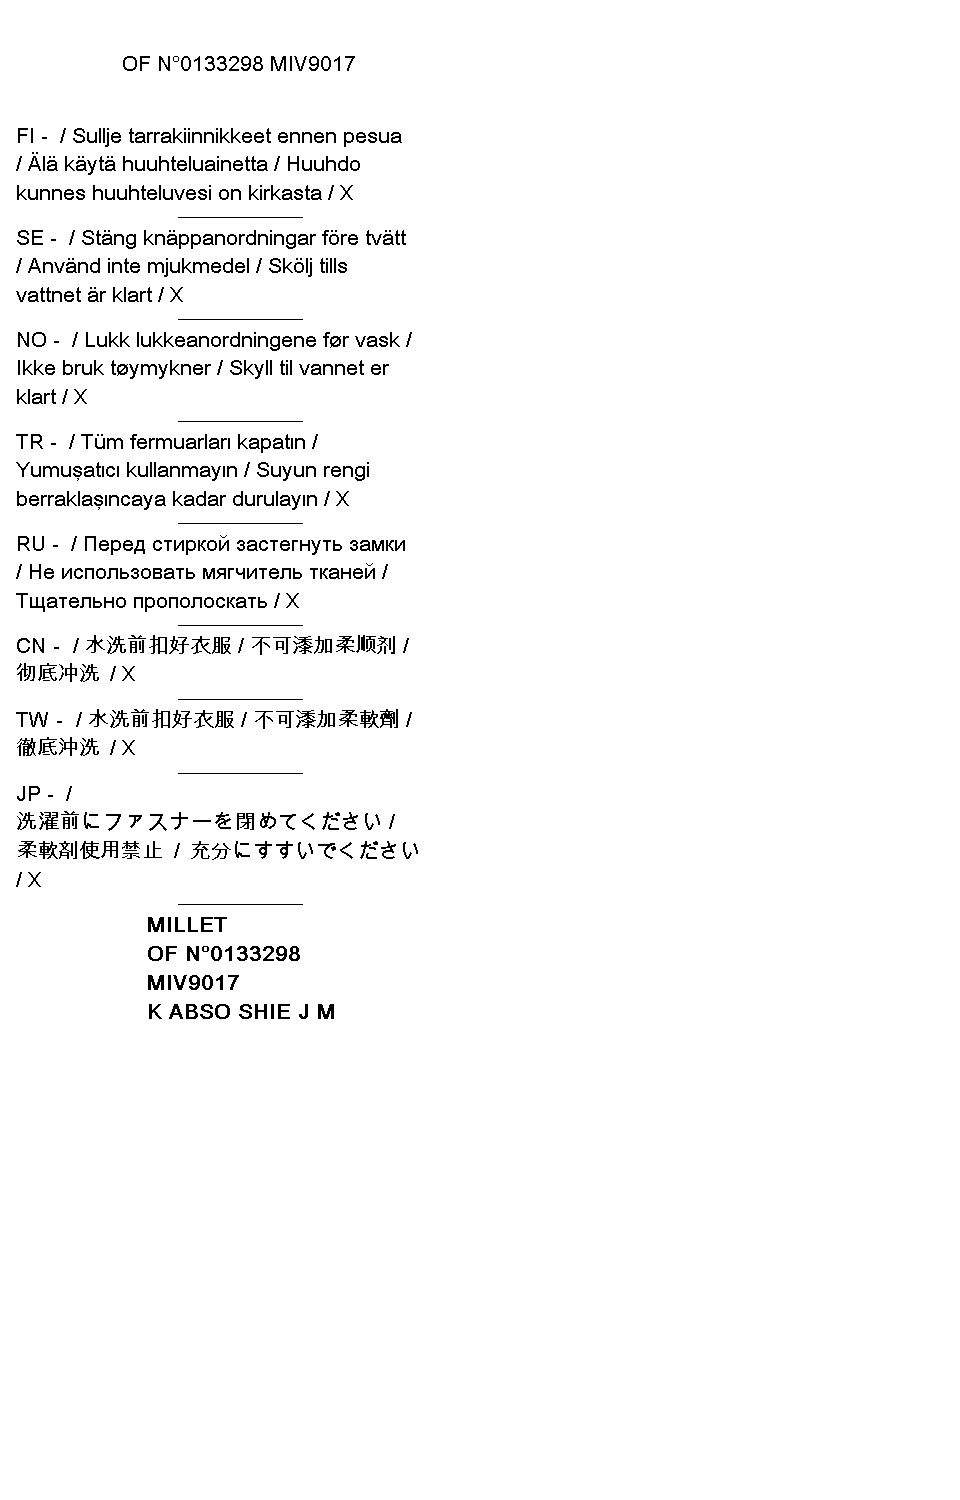 OF N°0133298 MIV9017
FI -  / Sullje tarrakiinnikkeet ennen pesua
/ Älä käytä huuhteluainetta / Huuhdo
kunnes huuhteluvesi on kirkasta / X
SE -  / Stäng knäppanordningar före tvätt
/ Använd inte mjukmedel / Skölj tills
vattnet är klart / X
NO -  / Lukk lukkeanordningene før vask /
Ikke bruk tøymykner / Skyll til vannet er
klart / X
TR -  / Tüm fermuarları kapatın /
Yumuşatıcı kullanmayın / Suyun rengi
berraklaşıncaya kadar durulayın / X
RU -  / Перед стиркой застегнуть замки
/ Не использовать мягчитель тканей /
Тщательно прополоскать / X
CN -  / 水洗前扣好衣服 / 不可添加柔顺剂 /
彻底冲洗 / X
TW -  / 水洗前扣好衣服 / 不可添加柔軟劑 /
徹底沖洗 / X
JP -  /
洗濯前にファスナーを閉めてください /
柔軟剤使用禁止 / 充分にすすいでください
/ X
MILLET
OF N°0133298
MIV9017
K ABSO SHIE J M